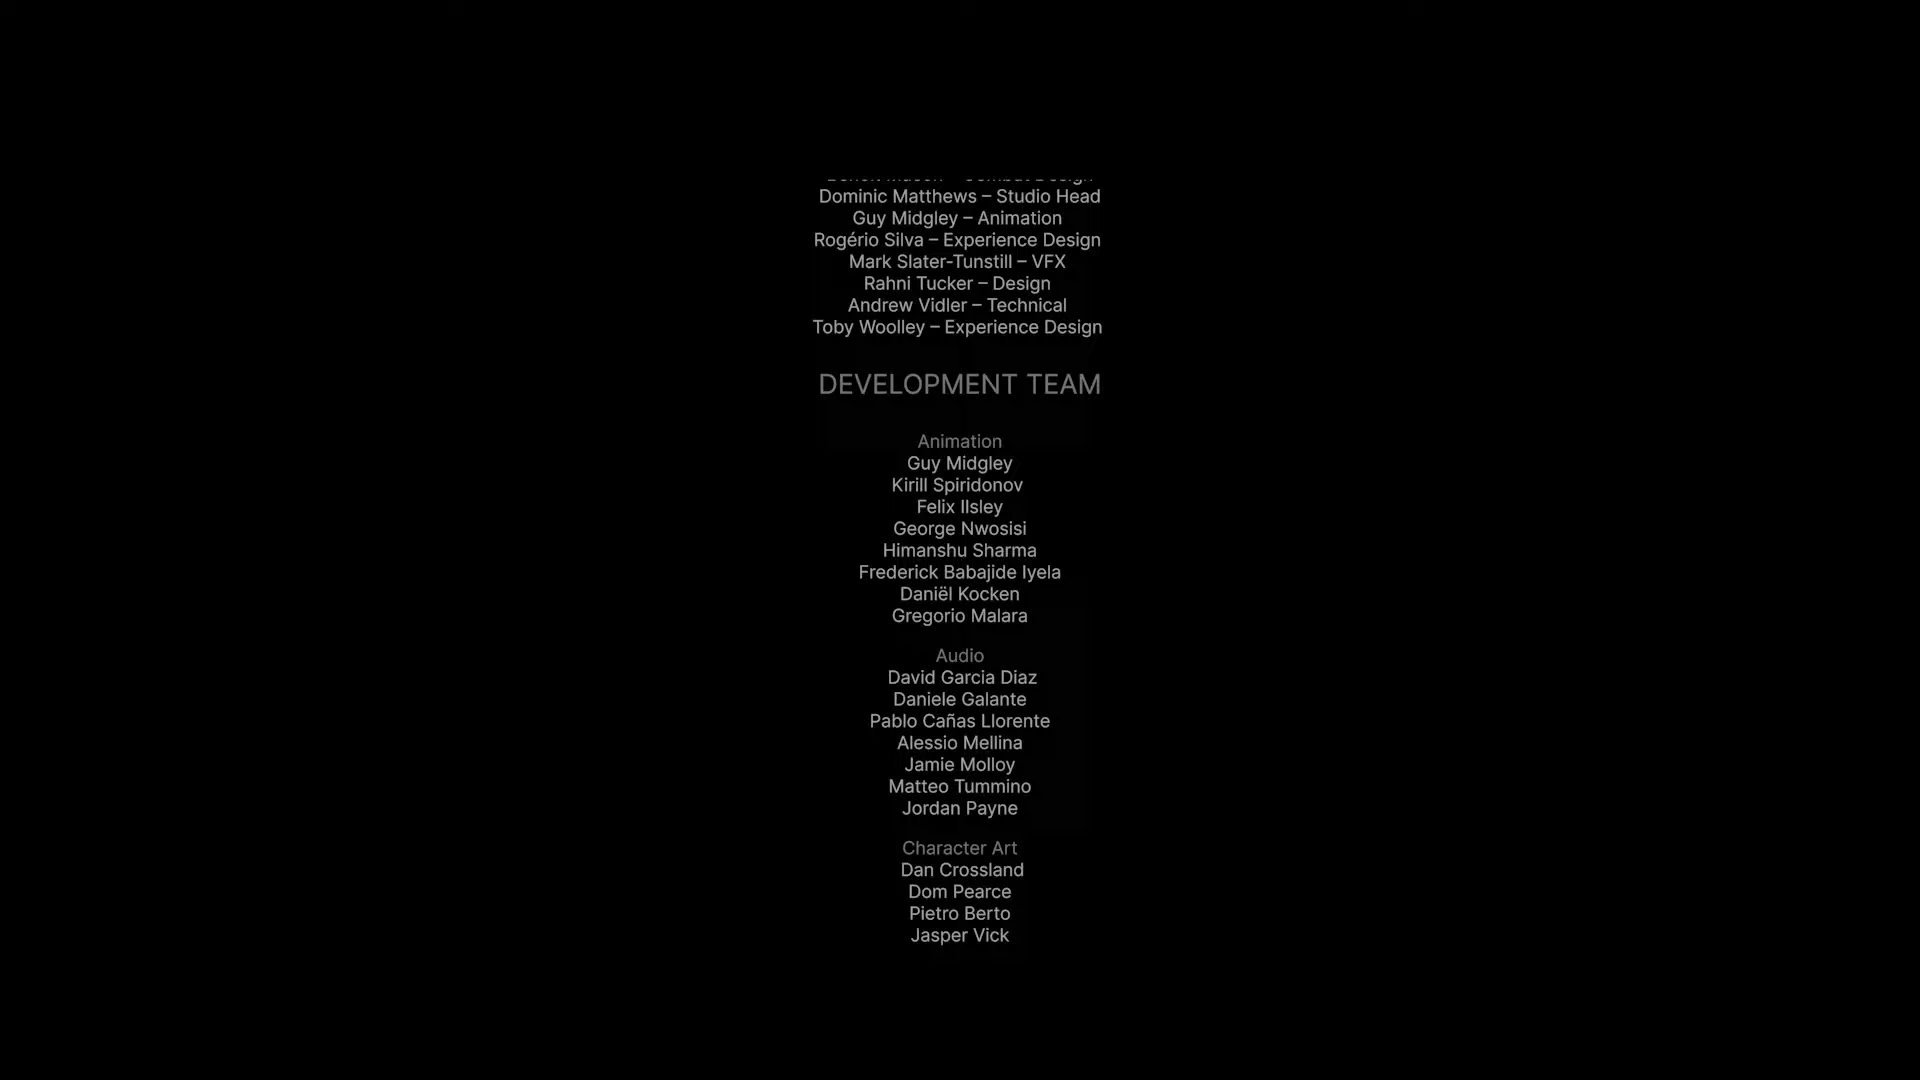 Dominic Matthews – Studio Head
Guy Midgley – Animation
Rogério Silva – Experience Design
Mark Slater-Tunstill – VFX
Rahni Tucker – Design
Andrew Vidler – Technical
Toby Woolley – Experience Design
DEVELOPMENT TEAM
Animation
Guy Midgley
Kirill Spiridonov
Felix Ilsley
George Nwosisi
Himanshu Sharma
Frederick Babajide Iyela
Daniël Kocken
Gregorio Malara
Audio
David Garcia Diaz
Daniele Galante
Pablo Cañas Llorente
Alessio Mellina
Jamie Molloy
Matteo Tummino
Jordan Payne
Character Art
Dan Crossland
Dom Pearce
Pietro Berto
Jasper Vick